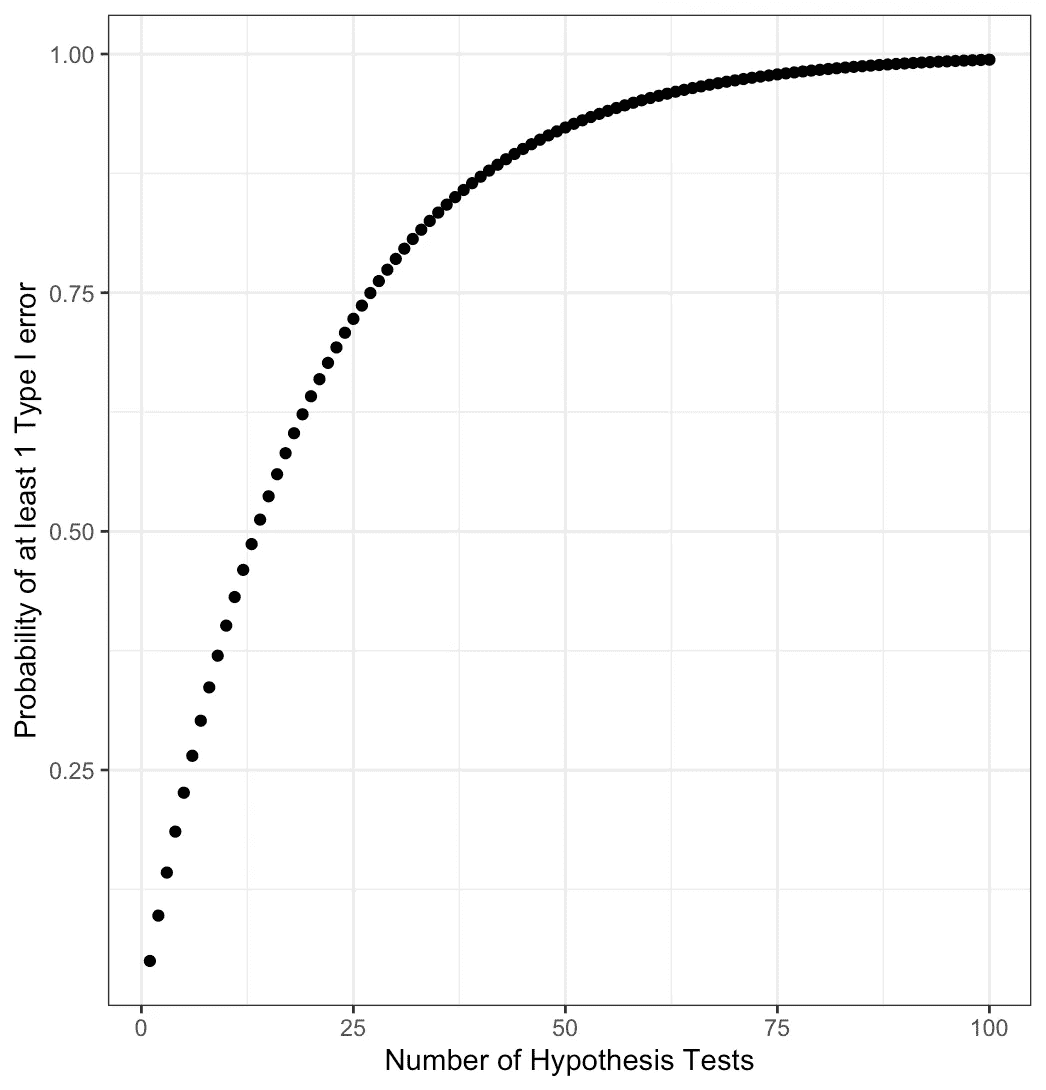 1.00
0.75
0.50
0.25
Probability of at least 1 Type I error
0 25 50 75 100
Number of Hypothesis Tests